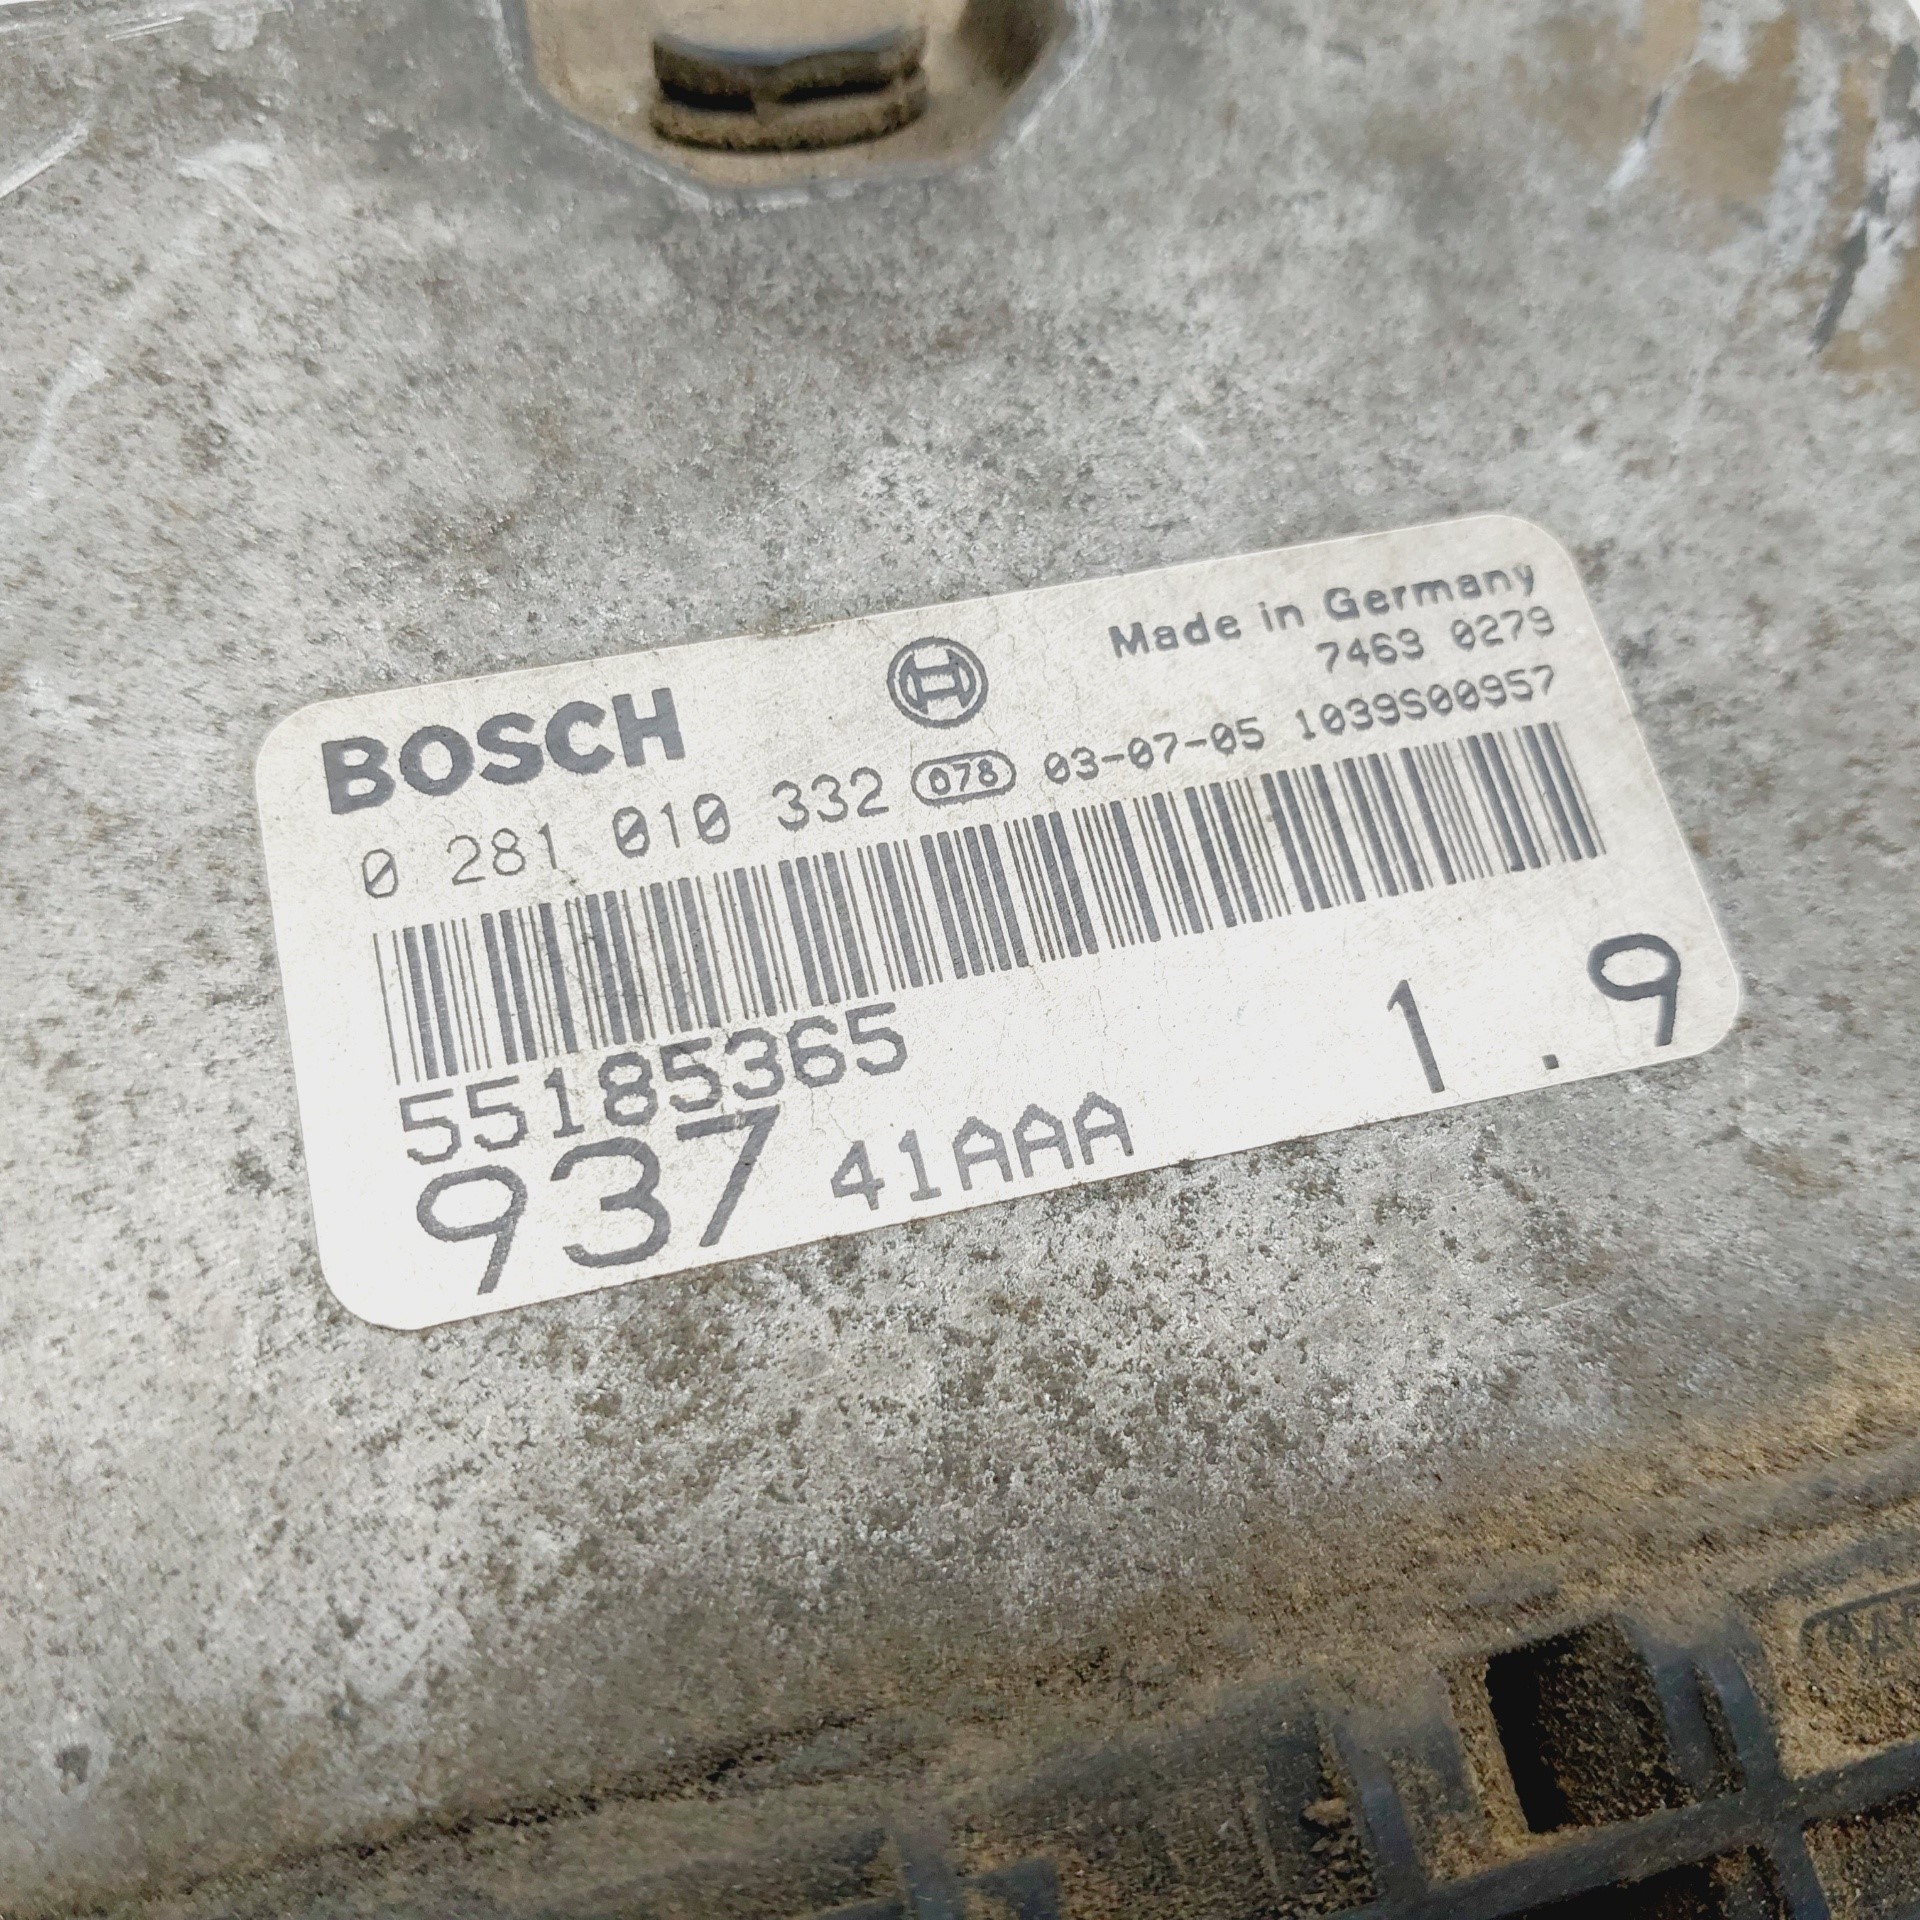 Made in Germany
BOSCH
7463 0279
0 281 010 332 078 03-07-05 1039S00957
55185365
937 41AAA 1.9